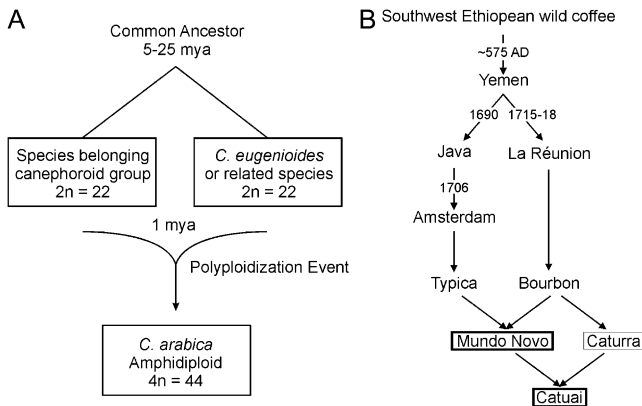 A
Common Ancestor
5-25 mya
Species belonging
canephoroid group
2n = 22
C. eugenioides
or related species
2n = 22
1 mya
Polyploidization Event
C. arabica
Amphidiploid
4n = 44
B
Southwest Ethiopean wild coffee
~575 AD
Yemen
1690 1715-18
Java La Réunion
1706
Amsterdam
Typica Bourbon
Mundo Novo Caturra
Catuai